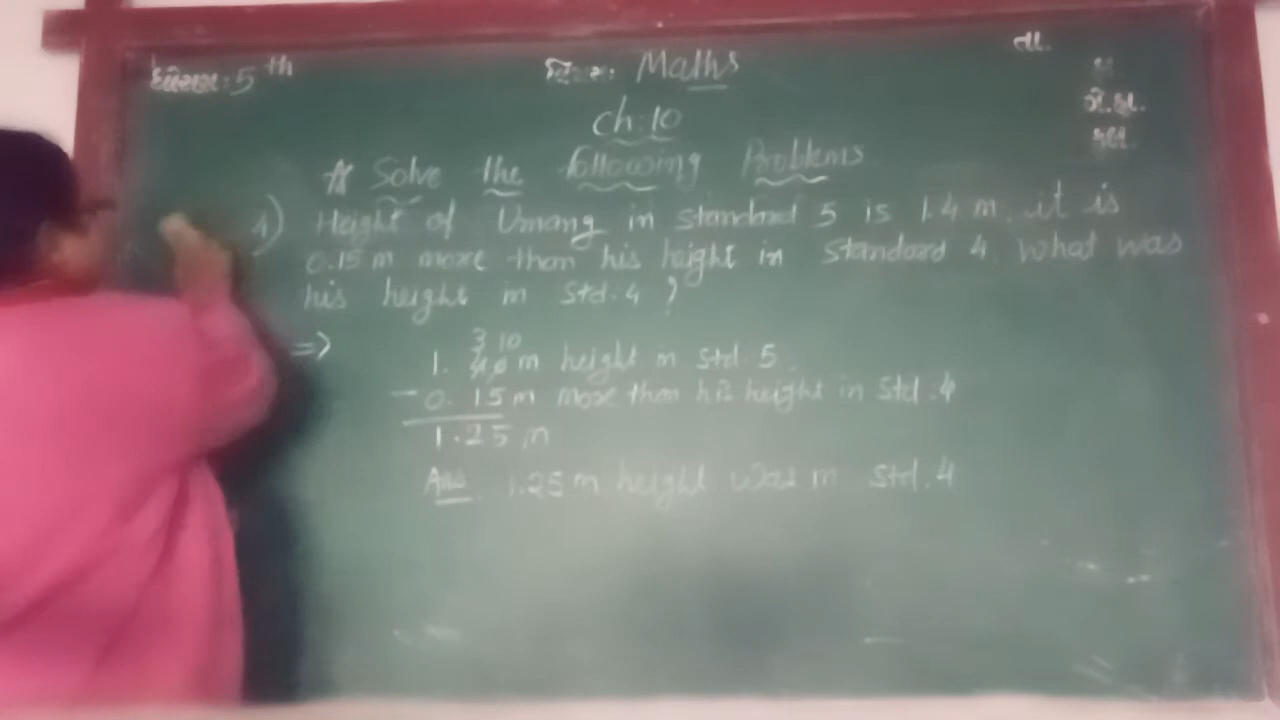 ધોરણ: 5th
વિષય: Maths
તા.
Ch:10
ગે.હા.
કુલ.
☆ Solve the following Problems
1) Height of Umang in standard 5 is 1.4 m. it is
0.15 m more than his height in Standard 4. What was
his height in Std. 4 ?
=>
3 10
1. 40 m height in Std 5.
- 0. 15 m more than his height in Std. 4
1.25 m
Ans 1.25 m height was in Std. 4